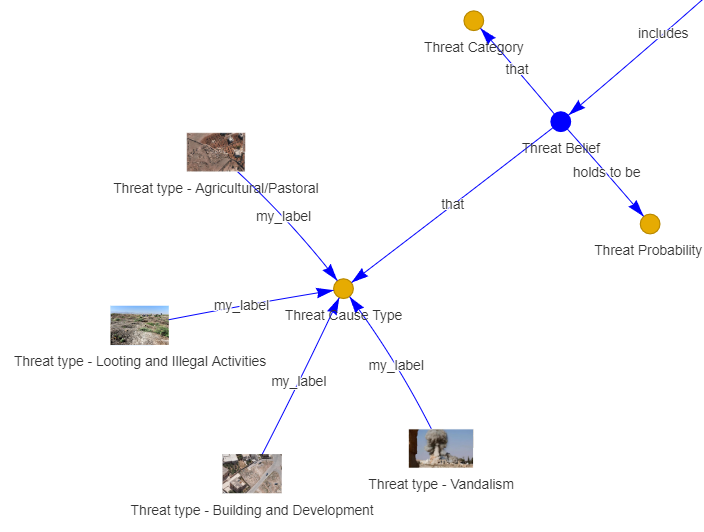 includes
Threat Category
that
Threat Belief
holds to be
Threat type - Agricultural/Pastoral
my_label
that
Threat Probability
my_label
Threat Cause Type
Threat type - Looting and Illegal Activities
my_label
my_label
Threat type - Vandalism
Threat type - Building and Development